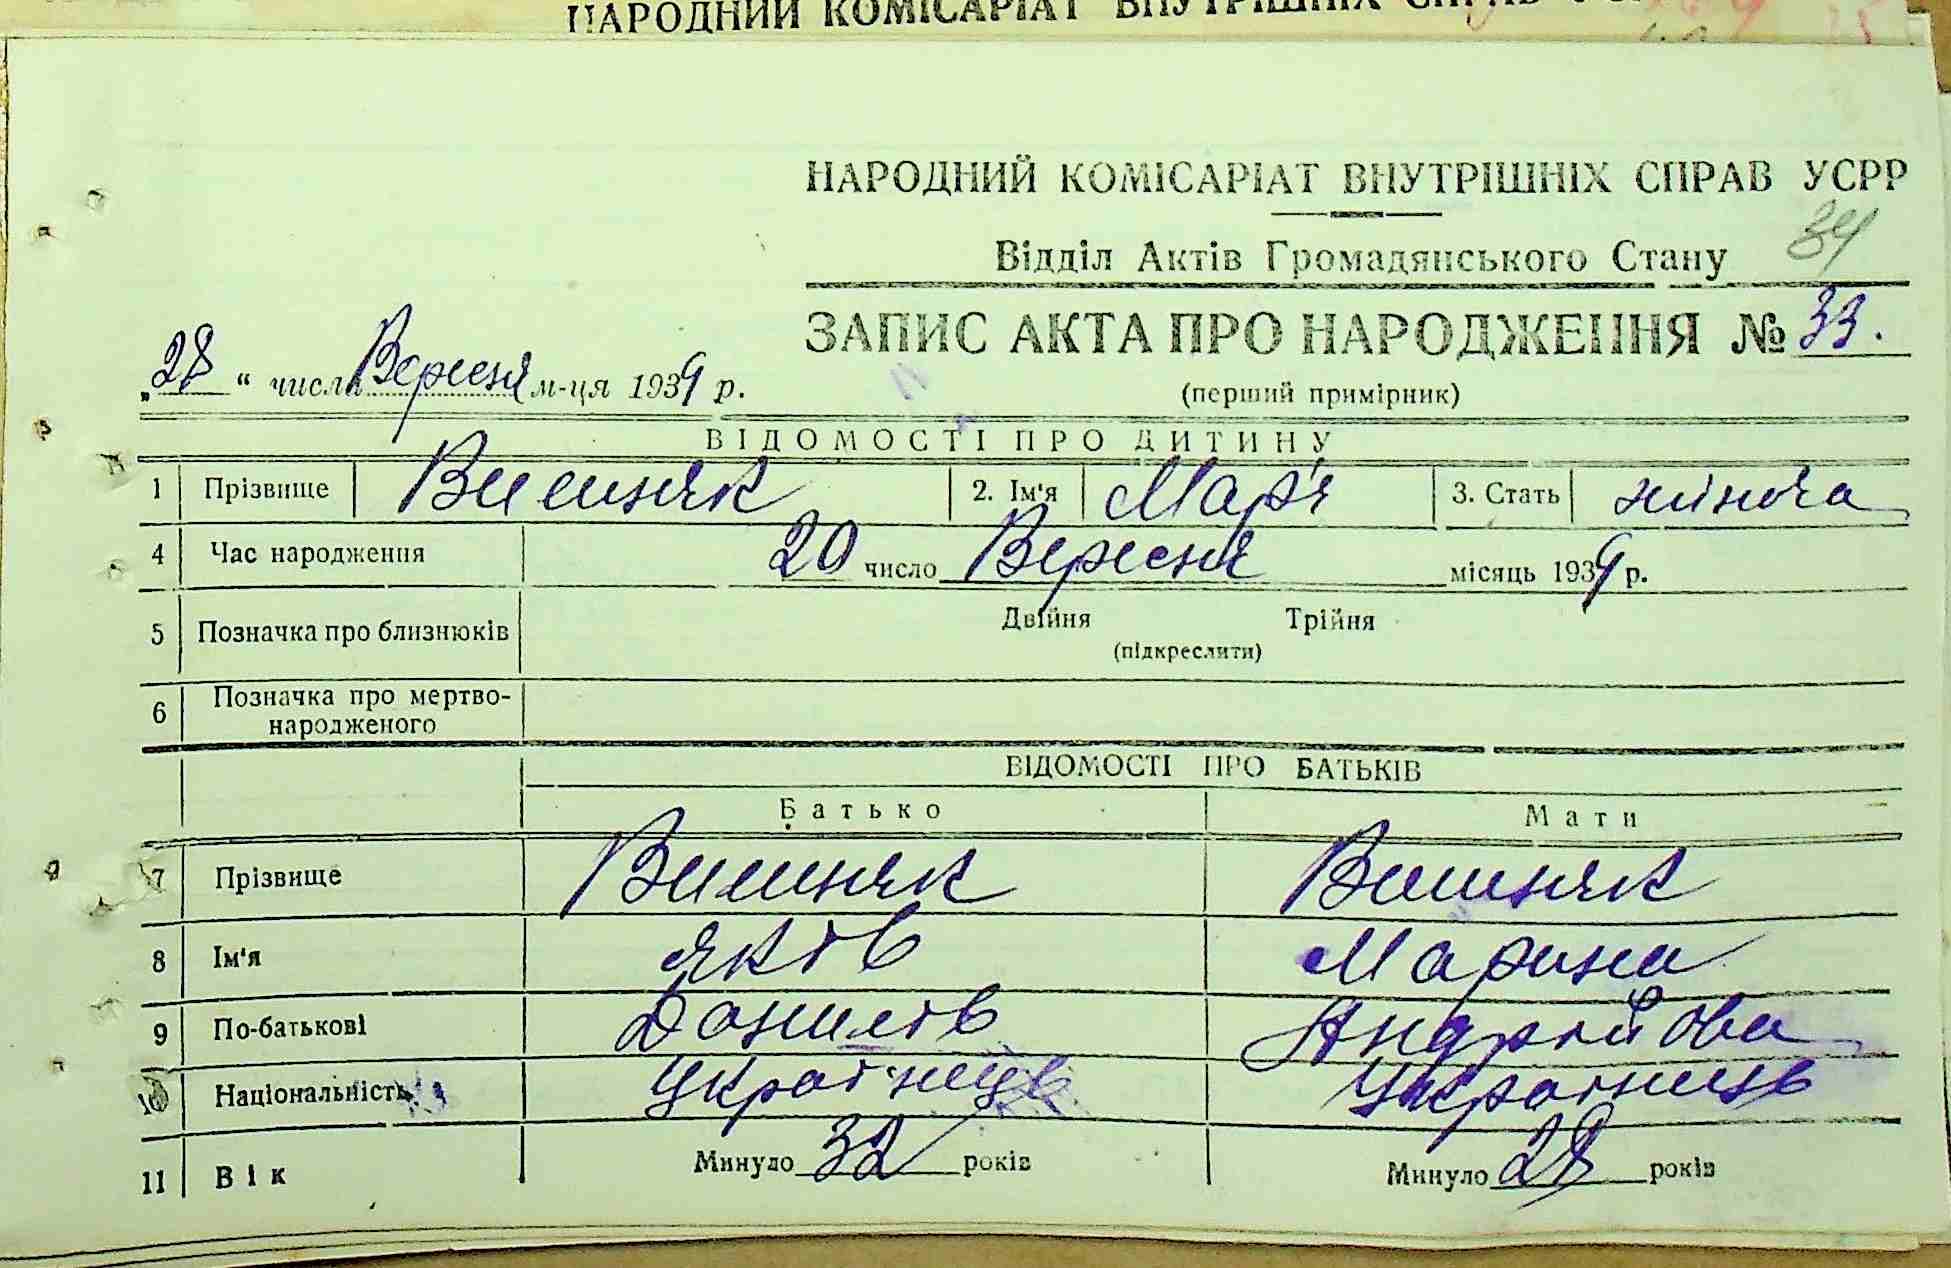 НАРОДНИЙ КОМІСАРІАТ ВНУТРІШНІХ СПРАВ
НАРОДНИЙ КОМІСАРІАТ ВНУТРІШНІХ СПРАВ УСРР
34
Відділ Актів Громадянського Стану
ЗАПИС АКТА ПРО НАРОДЖЕННЯ № 33.
„28“ числа Вересня м-ця 1939 р.
(перший примірник)
ВІДОМОСТІ ПРО ДИТИНУ
1 Прізвище Вишняк 2. Ім'я Мар'я 3. Стать жіноча
4 Час народження 20 число Вересня місяць 1939 р.
5 Позначка про близнюків Двійня Трійня
(підкреслити)
6 Позначка про мертво-
народженого
ВІДОМОСТІ ПРО БАТЬКІВ
Батько Мати
7 Прізвище Вишняк Вишняк
8 Ім'я Яків Марина
9 По-батькові Данилів Андрійова
10 Національність Українець Українець
11 Вік Минуло 32 років Минуло 28 років